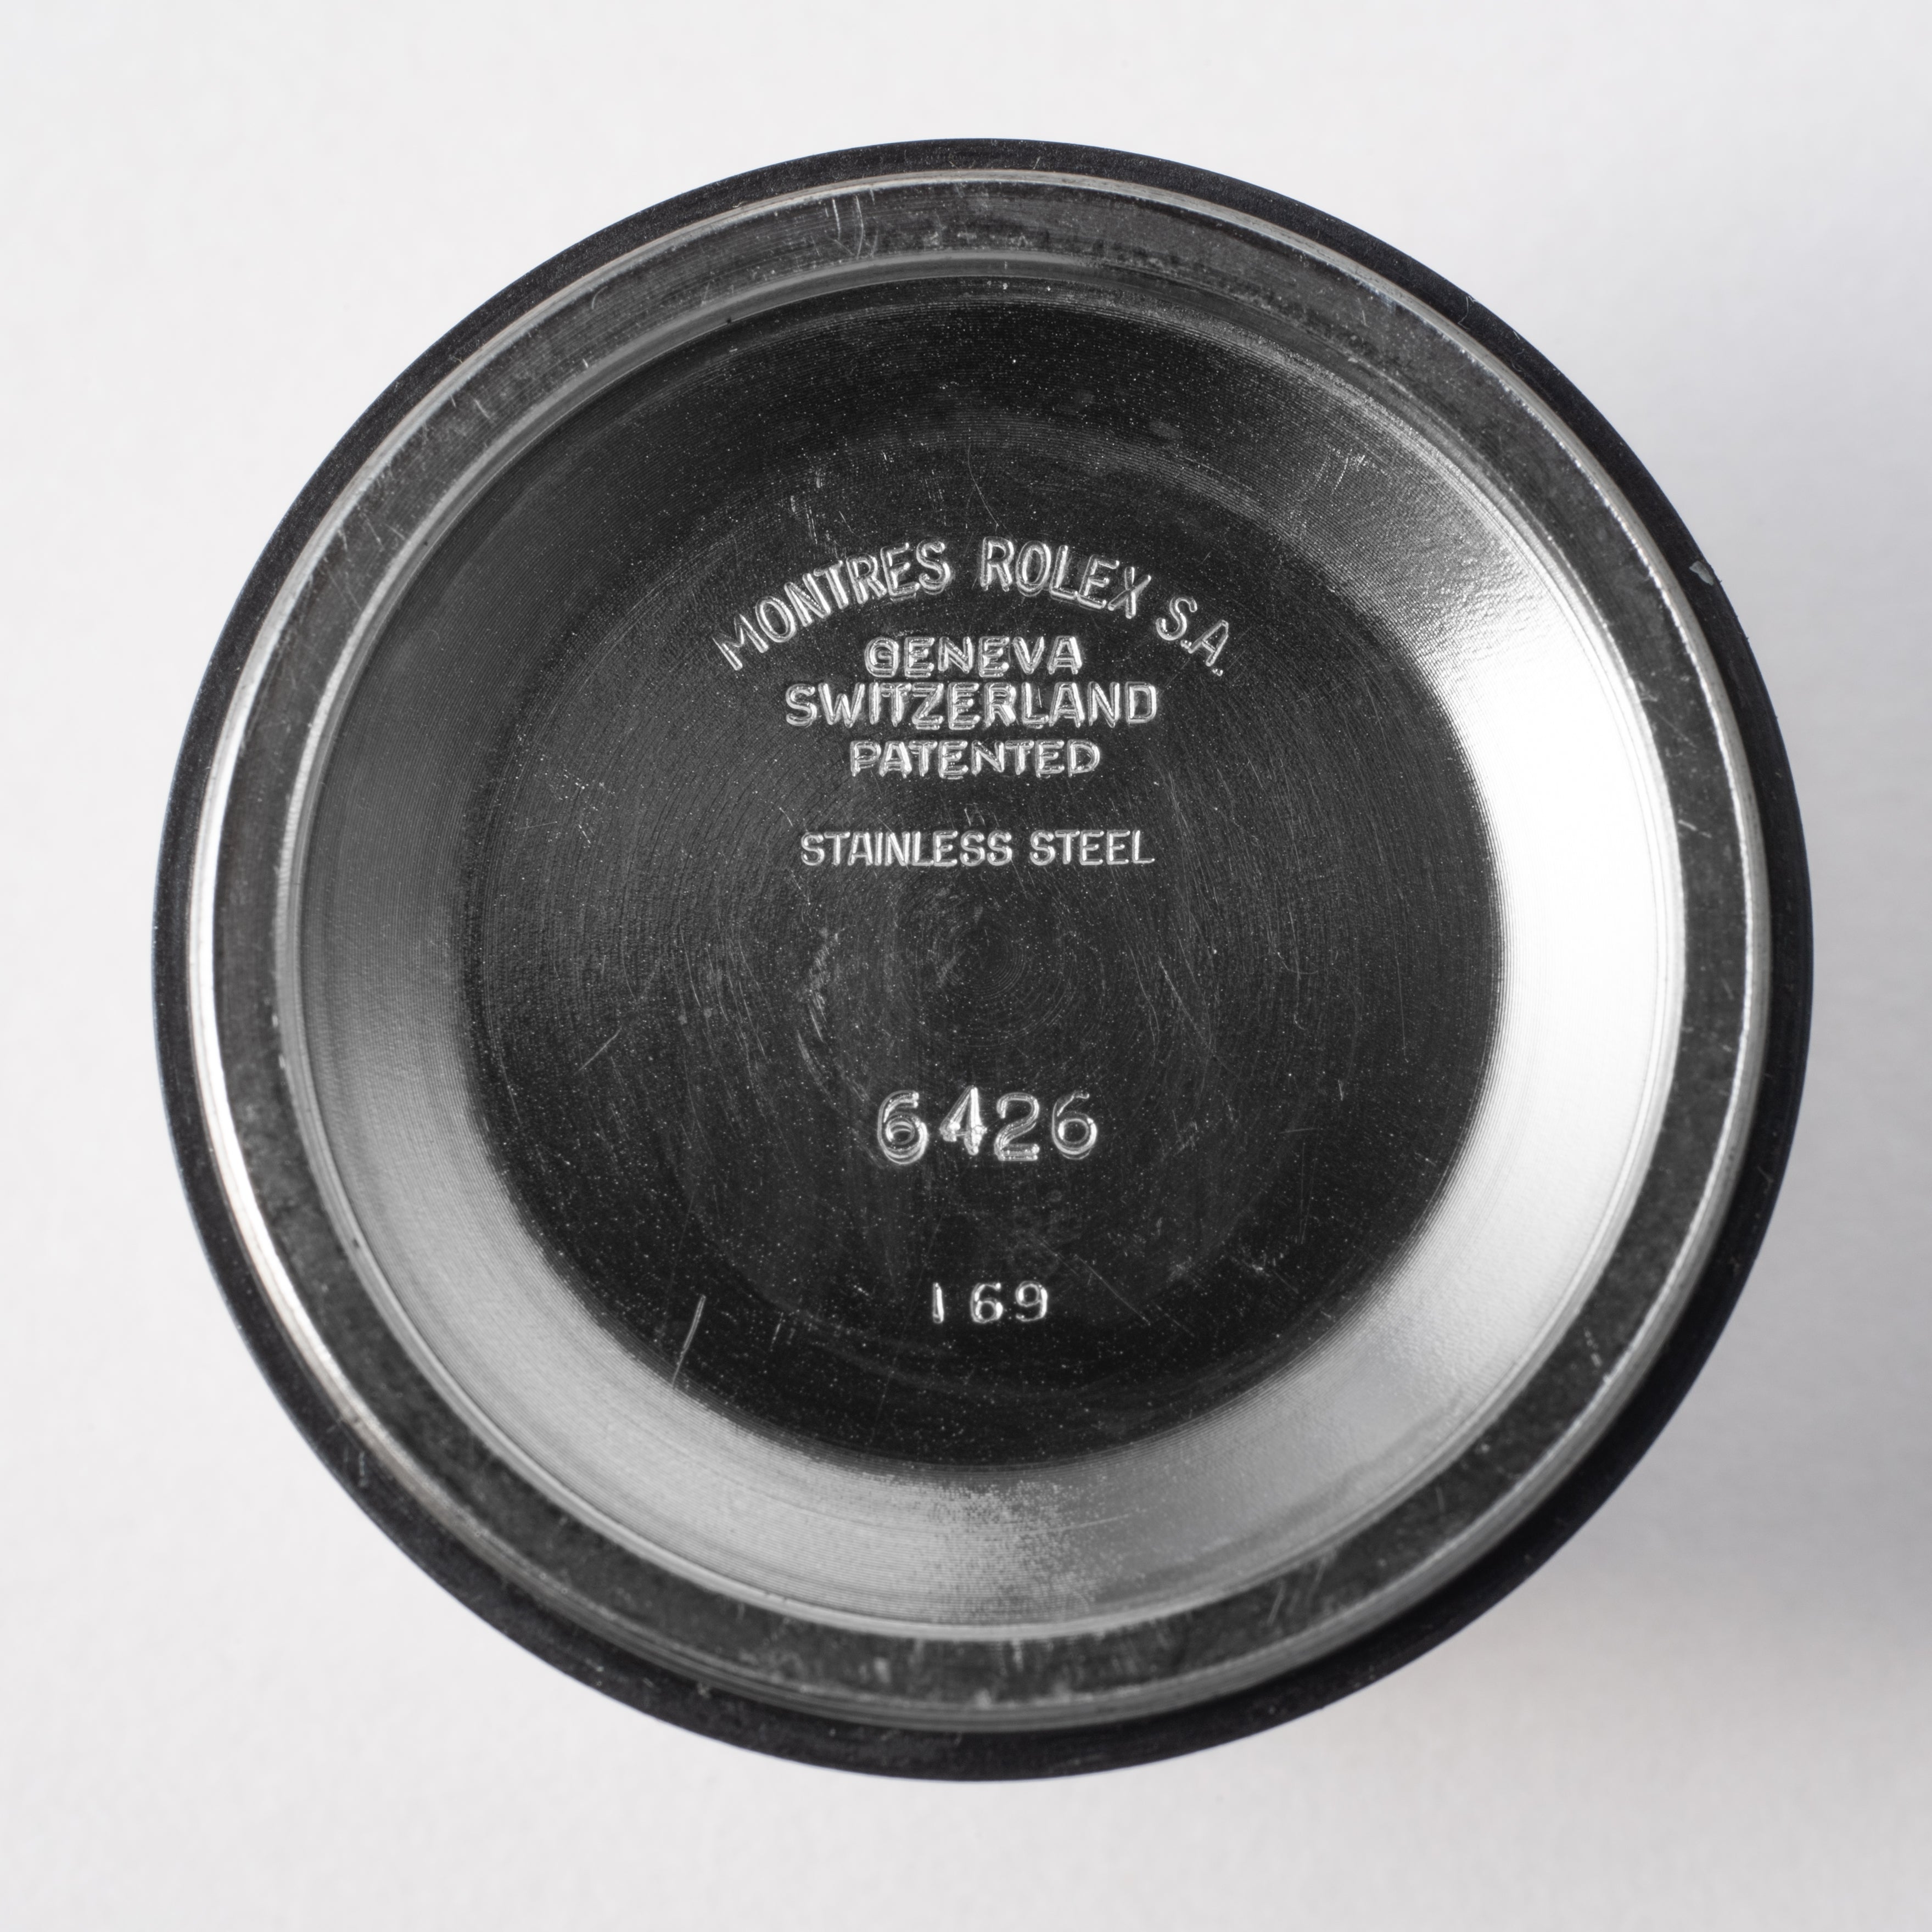 MONTRES ROLEX S.A.
GENEVA
SWITZERLAND
PATENTED
STAINLESS STEEL
6426
169